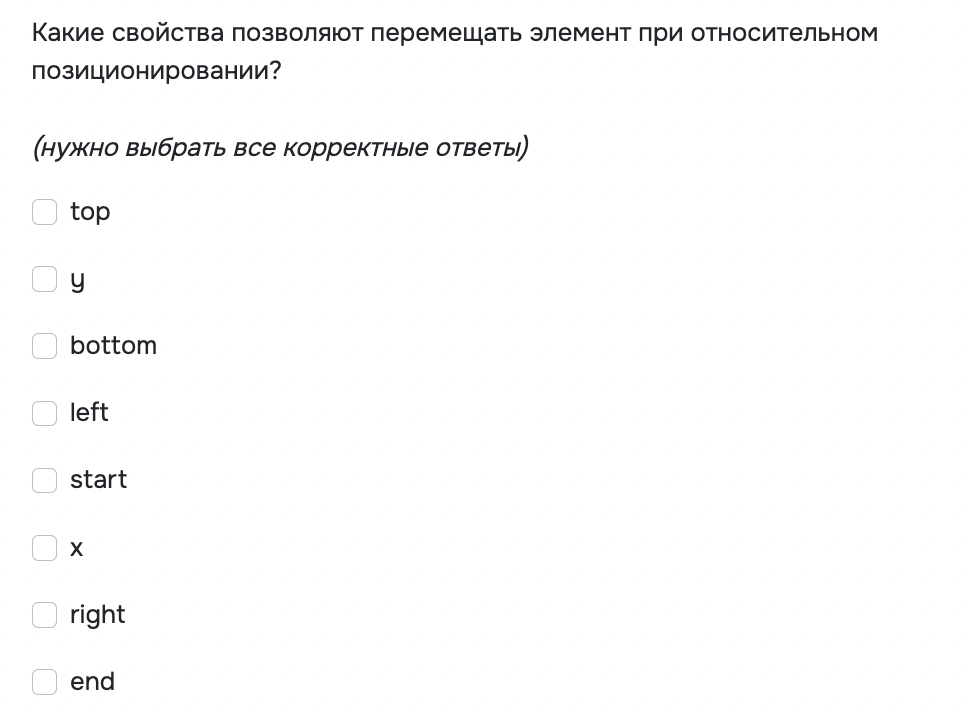 Какие свойства позволяют перемещать элемент при относительном
позиционировании?
(нужно выбрать все корректные ответы)
top
y
bottom
left
start
x
right
end